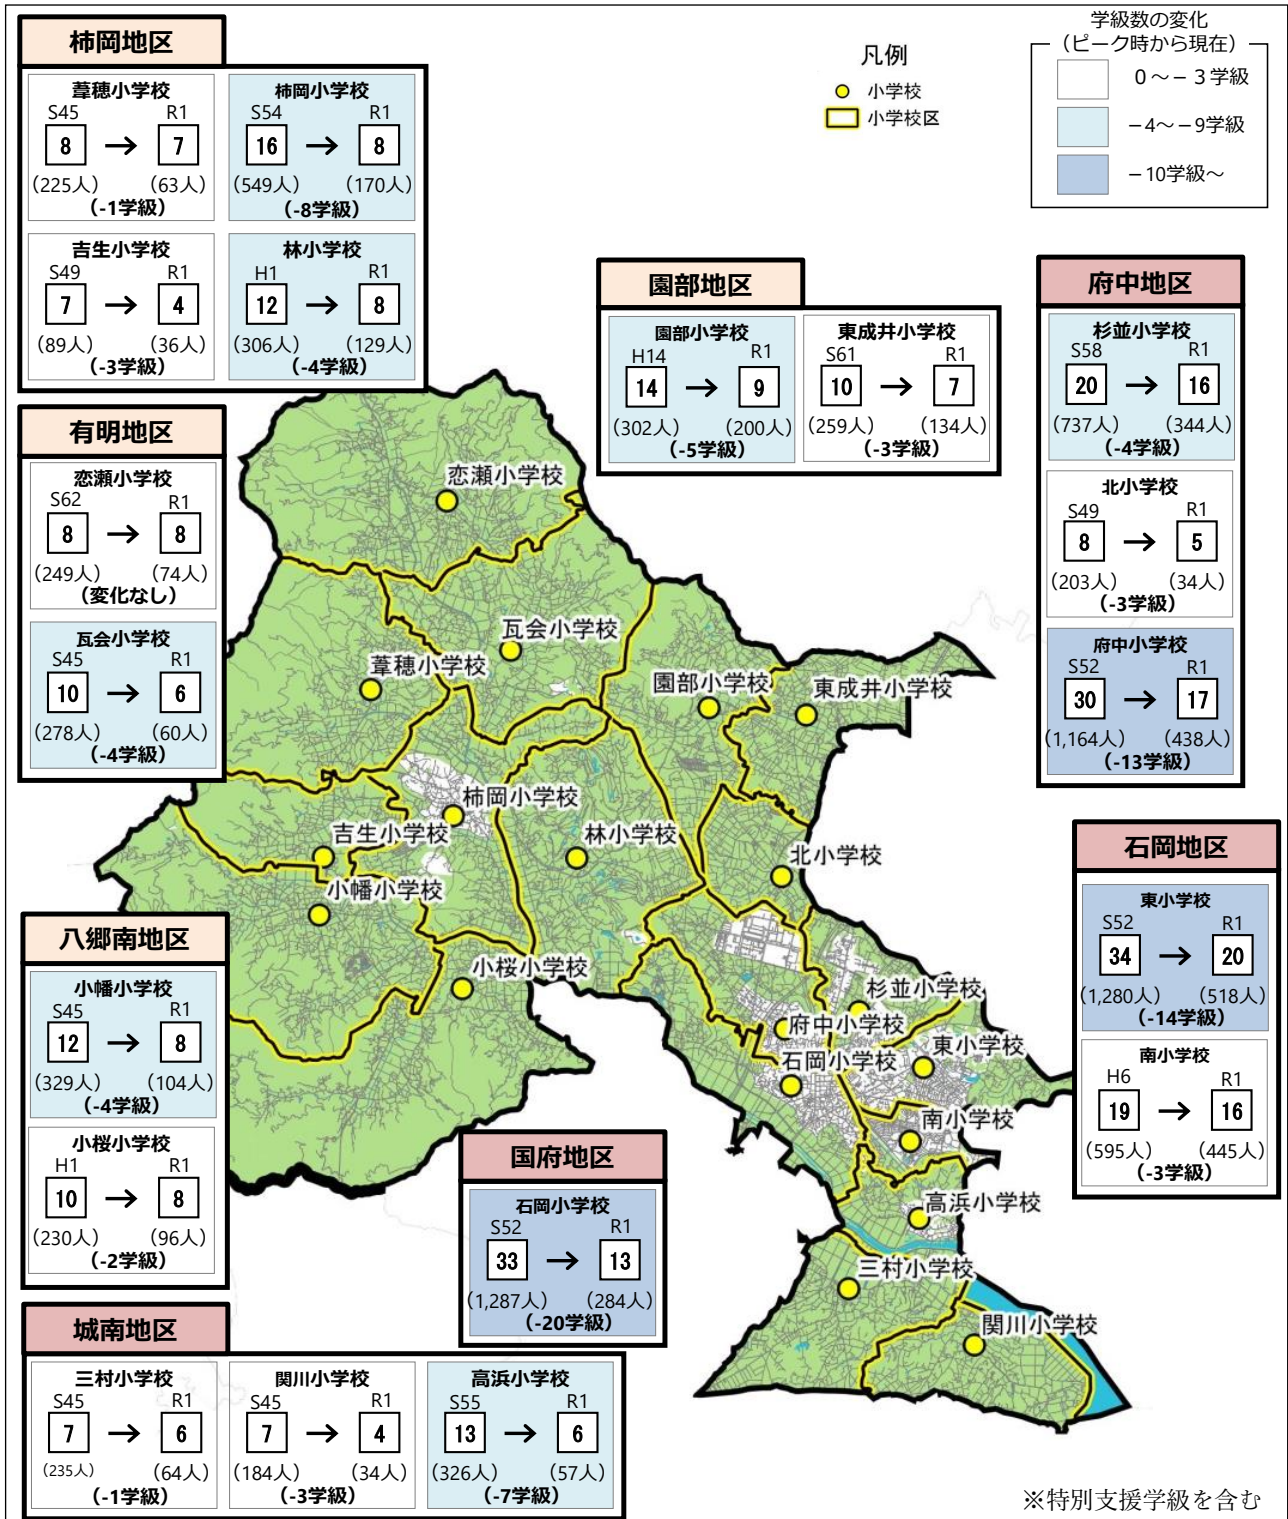 柿岡地区
葦穂小学校
S45 R1
8 → 7
(225人) (63人)
(-1学級)
柿岡小学校
S54 R1
16 → 8
(549人) (170人)
(-8学級)
吉生小学校
S49 R1
7 → 4
(89人) (36人)
(-3学級)
林小学校
H1 R1
12 → 8
(306人) (129人)
(-4学級)
凡例
小学校
小学校区
学級数の変化
(ピーク時から現在)
0～－3学級
－4～－9学級
－10学級～
園部地区
園部小学校
H14 R1
14 → 9
(302人) (200人)
(-5学級)
東成井小学校
S61 R1
10 → 7
(259人) (134人)
(-3学級)
府中地区
杉並小学校
S58 R1
20 → 16
(737人) (344人)
(-4学級)
北小学校
S49 R1
8 → 5
(203人) (34人)
(-3学級)
府中小学校
S52 R1
30 → 17
(1,164人) (438人)
(-13学級)
有明地区
恋瀬小学校
S62 R1
8 → 8
(249人) (74人)
(変化なし)
瓦会小学校
S45 R1
10 → 6
(278人) (60人)
(-4学級)
恋瀬小学校
瓦会小学校
葦穂小学校
園部小学校
東成井小学校
柿岡小学校
吉生小学校
林小学校
北小学校
小幡小学校
小桜小学校
杉並小学校
府中小学校
東小学校
石岡小学校
南小学校
高浜小学校
三村小学校
関川小学校
石岡地区
東小学校
S52 R1
34 → 20
(1,280人) (518人)
(-14学級)
南小学校
H6 R1
19 → 16
(595人) (445人)
(-3学級)
八郷南地区
小幡小学校
S45 R1
12 → 8
(329人) (104人)
(-4学級)
小桜小学校
H1 R1
10 → 8
(230人) (96人)
(-2学級)
国府地区
石岡小学校
S52 R1
33 → 13
(1,287人) (284人)
(-20学級)
城南地区
三村小学校
S45 R1
7 → 6
(235人) (64人)
(-1学級)
関川小学校
S45 R1
7 → 4
(184人) (34人)
(-3学級)
高浜小学校
S55 R1
13 → 6
(326人) (57人)
(-7学級)
※特別支援学級を含む